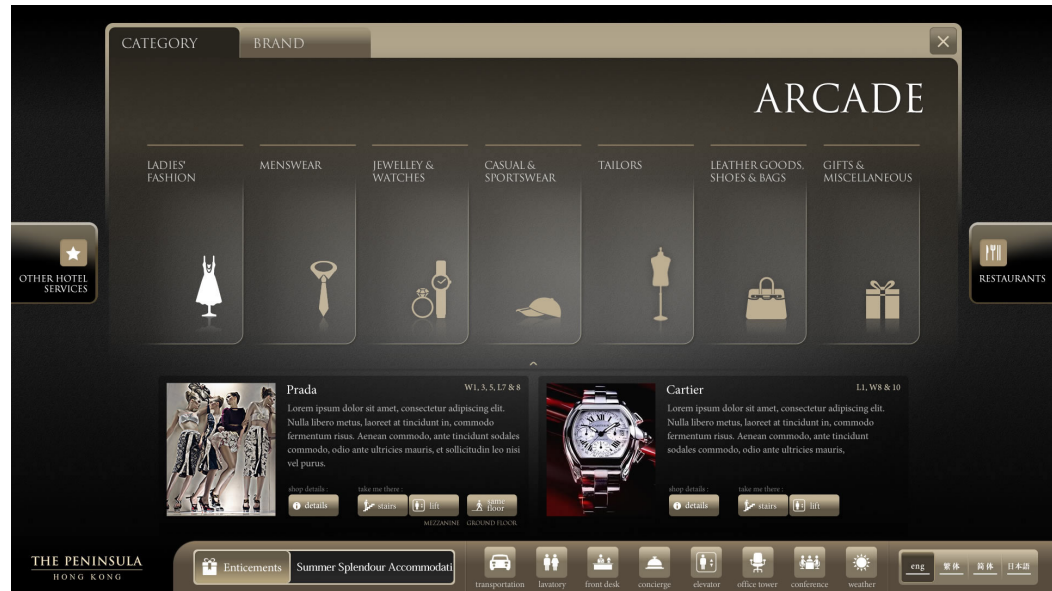 CATEGORY
BRAND
ARCADE
LADIES'
FASHION
MENSWEAR
JEWELLEY &
WATCHES
CASUAL &
SPORTSWEAR
TAILORS
LEATHER GOODS,
SHOES & BAGS
GIFTS &
MISCELLANEOUS
OTHER HOTEL
SERVICES
RESTAURANTS
Prada
W1, 3, 5, L7 & 8
Lorem ipsum dolor sit amet, consectetur adipiscing elit.
Nulla libero metus, laoreet at tincidunt in, commodo
fermentum risus. Aenean commodo, ante tincidunt sodales
commodo, odio ante ultricies mauris, et sollicitudin leo nisi
vel purus.
shop details :
take me there :
details
stairs
lift
same
floor
MEZZANINE
GROUND FLOOR
Cartier
L1, W8 & 10
Lorem ipsum dolor sit amet, consectetur adipiscing elit.
Nulla libero metus, laoreet at tincidunt in, commodo
fermentum risus. Aenean commodo, ante tincidunt
sodales commodo, odio ante ultricies mauris,
shop details :
take me there :
details
stairs
lift
THE PENINSULA
HONG KONG
Enticements
Summer Splendour Accommodati
transportation
lavatory
front desk
concierge
elevator
office tower
conference
weather
eng
繁体
简体
日本語